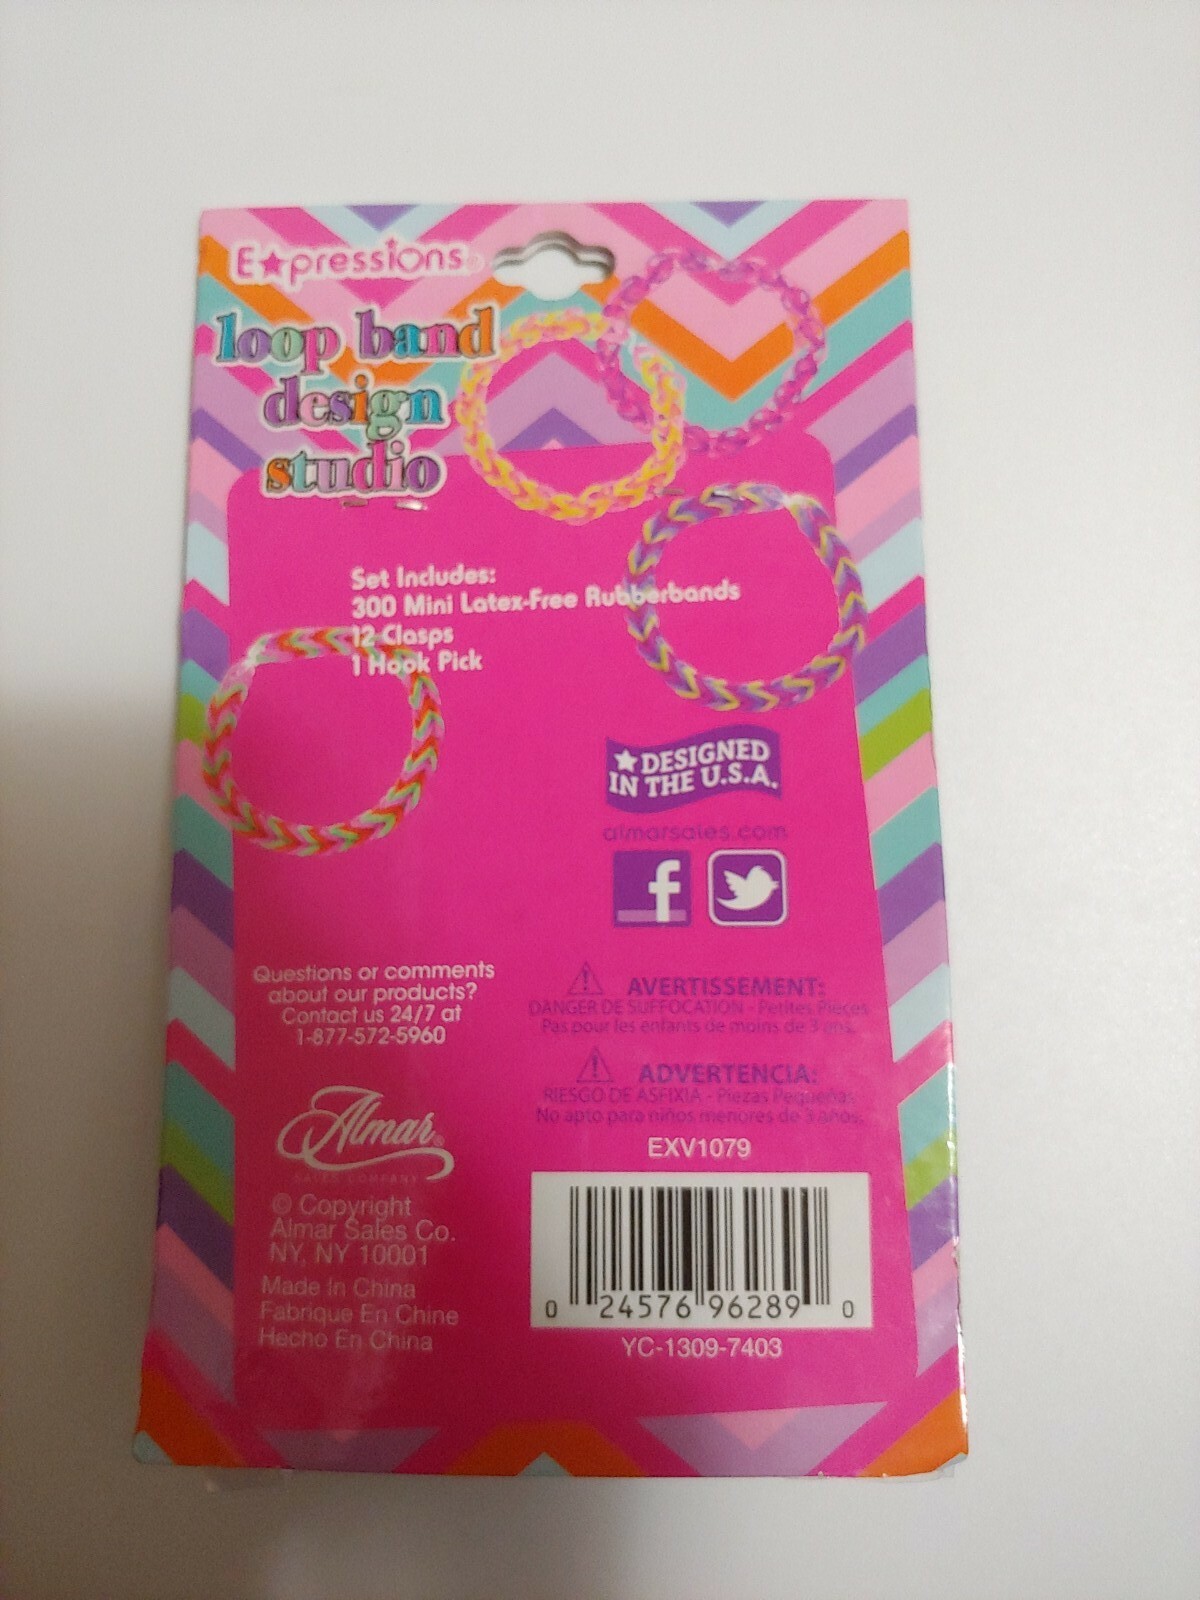 E★pressions®
loop band
design
studio
Set Includes:
300 Mini Latex-Free Rubberbands
12 Clasps
1 Hook Pick
★ DESIGNED
IN THE U.S.A.
almarsales.com
f
Questions or comments
about our products?
Contact us 24/7 at
1-877-572-5960
AVERTISSEMENT:
DANGER DE SUFFOCATION - Petites Pieces
Pas pour les enfants de moins de 3 ans.
ADVERTENCIA:
RIESGO DE ASFIXIA - Piezas Pequeñas
No apto para niños menores de 3 años.
Almar®
SALES COMPANY
© Copyright
Almar Sales Co.
NY, NY 10001
Made In China
Fabrique En Chine
Hecho En China
EXV1079
0 24576 96289 0
YC-1309-7403